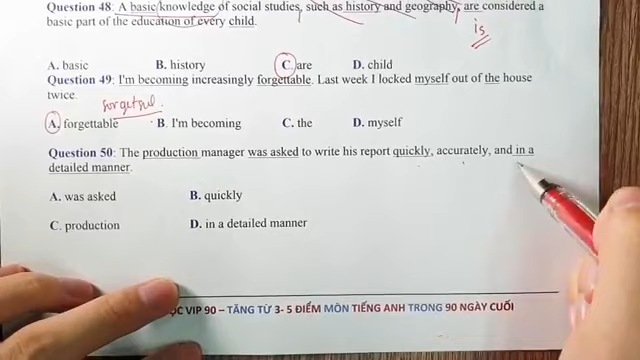 Question 48: A basic knowledge of social studies, such as history and geography, are considered a
basic part of the education of every child.
is
A. basic B. history C. are D. child
Question 49: I'm becoming increasingly forgettable. Last week I locked myself out of the house
twice.
forgetful.
A. forgettable B. I'm becoming C. the D. myself
Question 50: The production manager was asked to write his report quickly, accurately, and in a
detailed manner.
A. was asked B. quickly
C. production D. in a detailed manner
VIP 90 – TĂNG TỪ 3- 5 ĐIỂM MÔN TIẾNG ANH TRONG 90 NGÀY CUỐI